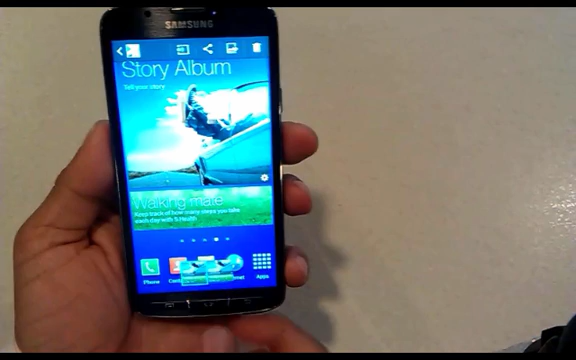 SAMSUNG
Story Album
Tell your story
Walking mate
Keep track of how many steps you take
each day with S Health
Phone
Apps